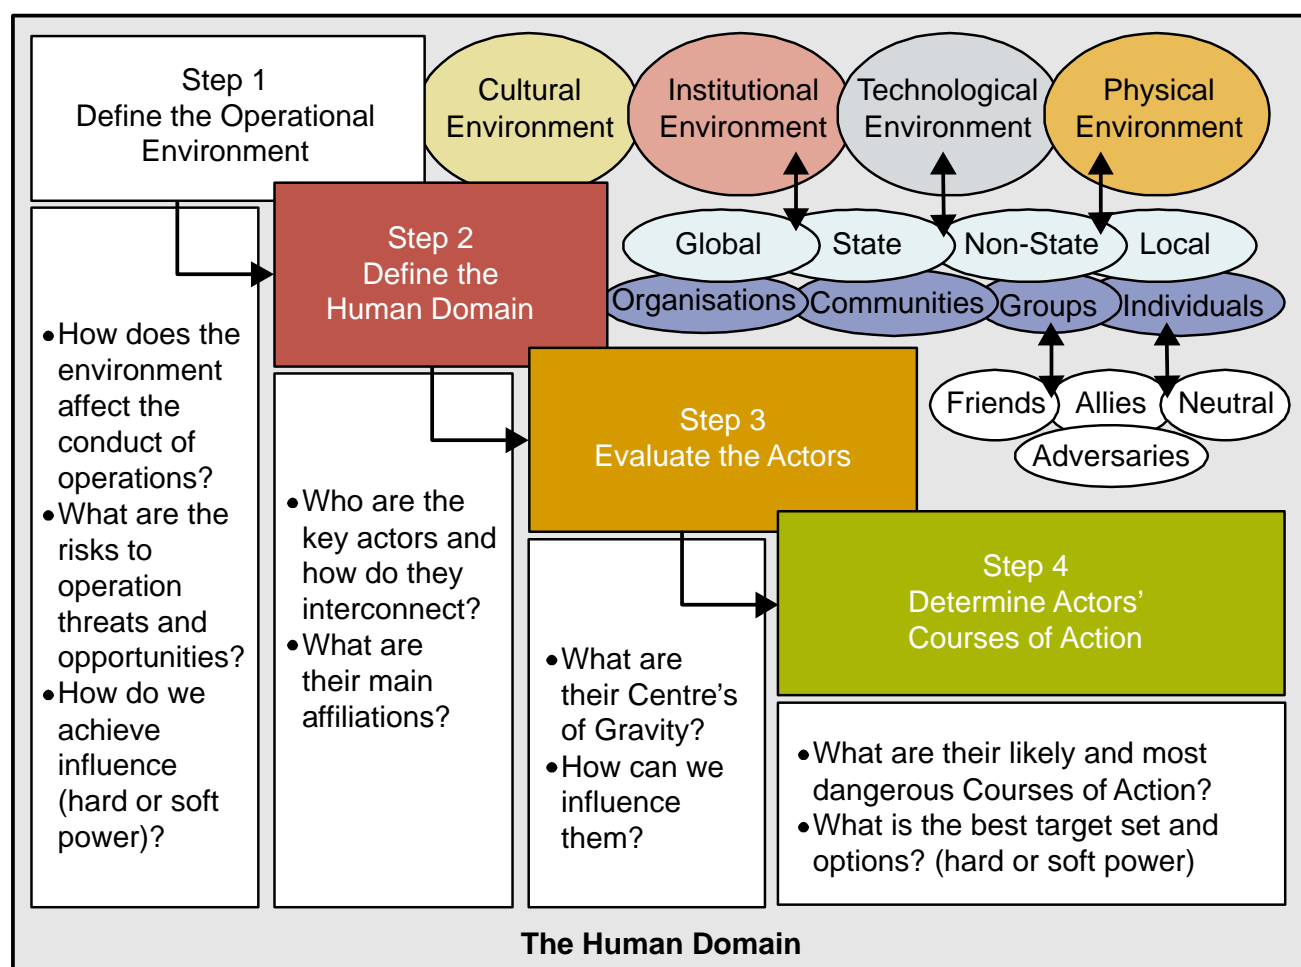 Step 1
Define the Operational
Environment
Cultural
Environment
Institutional
Environment
Technological
Environment
Physical
Environment
Step 2
Define the
Human Domain
Global
State
Non-State
Local
Organisations
Communities
Groups
Individuals
Friends
Allies
Neutral
Adversaries
Step 3
Evaluate the Actors
Step 4
Determine Actors’
Courses of Action
•How does the
environment
affect the
conduct of
operations?
•What are the
risks to
operation
threats and
opportunities?
•How do we
achieve
influence
(hard or soft
power)?
•Who are the
key actors and
how do they
interconnect?
•What are
their main
affiliations?
•What are
their Centre’s
of Gravity?
•How can we
influence
them?
•What are their likely and most
dangerous Courses of Action?
•What is the best target set and
options? (hard or soft power)
The Human Domain